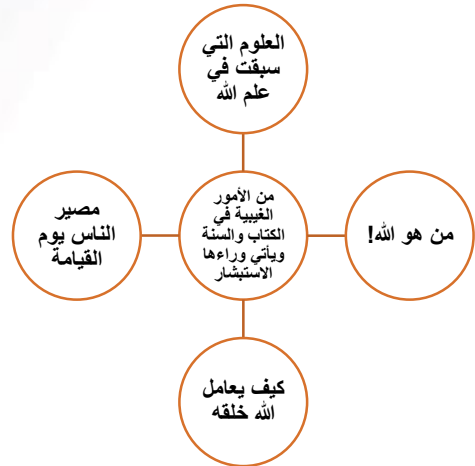 العلوم التي
سبقت في
علم الله
من الأمور
الغيبية في
الكتاب والسنة
ويأتي وراءها
الاستبشار
من هو الله!
كيف يعامل
الله خلقه
مصير
الناس يوم
القيامة